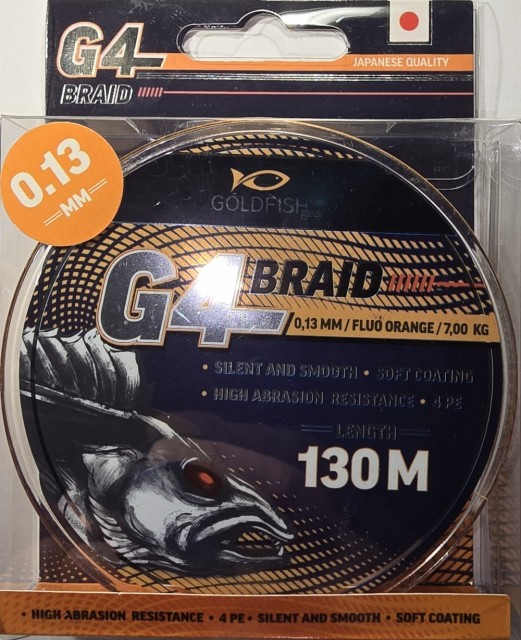 G4
BRAID
JAPANESE QUALITY
0.13
MM
GOLDFISH
gear
G4 BRAID
0,13 MM / FLUO ORANGE / 7,00 KG
• SILENT AND SMOOTH • SOFT COATING
• HIGH ABRASION RESISTANCE • 4 PE
LENGTH
130 M
• HIGH ABRASION RESISTANCE • 4 PE • SILENT AND SMOOTH • SOFT COATING